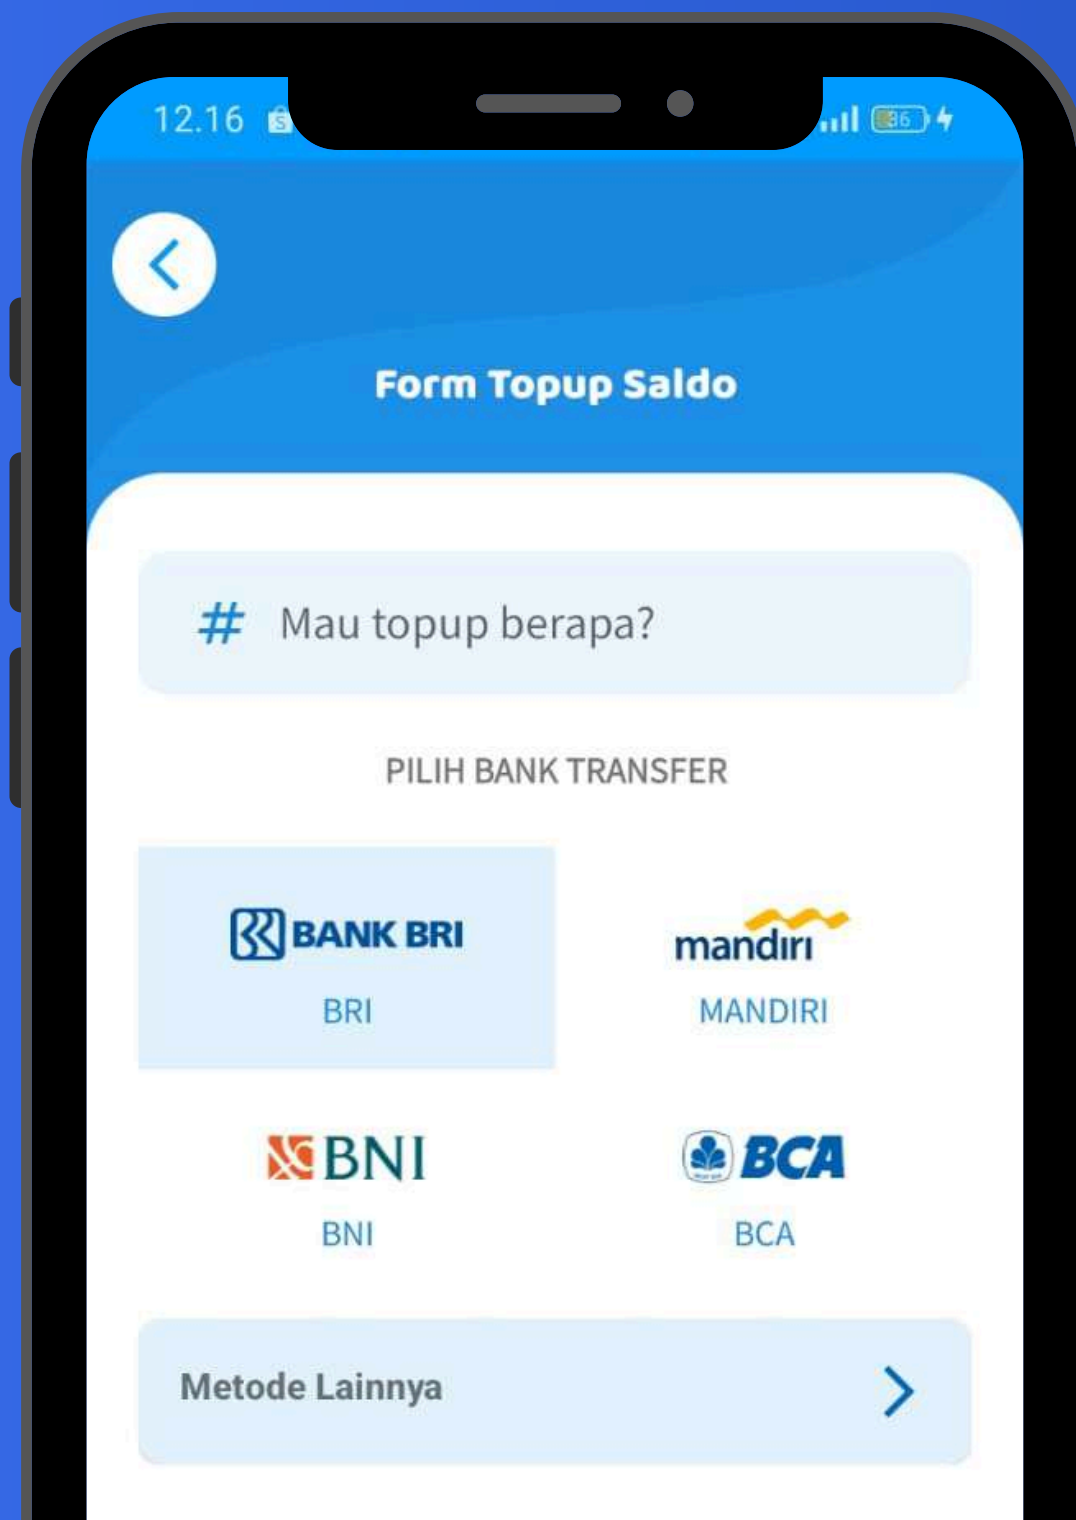 12.16
36
Form Topup Saldo
# Mau topup berapa?
PILIH BANK TRANSFER
BANK BRI
mandiri
BRI
MANDIRI
BNI
BCA
BNI
BCA
Metode Lainnya